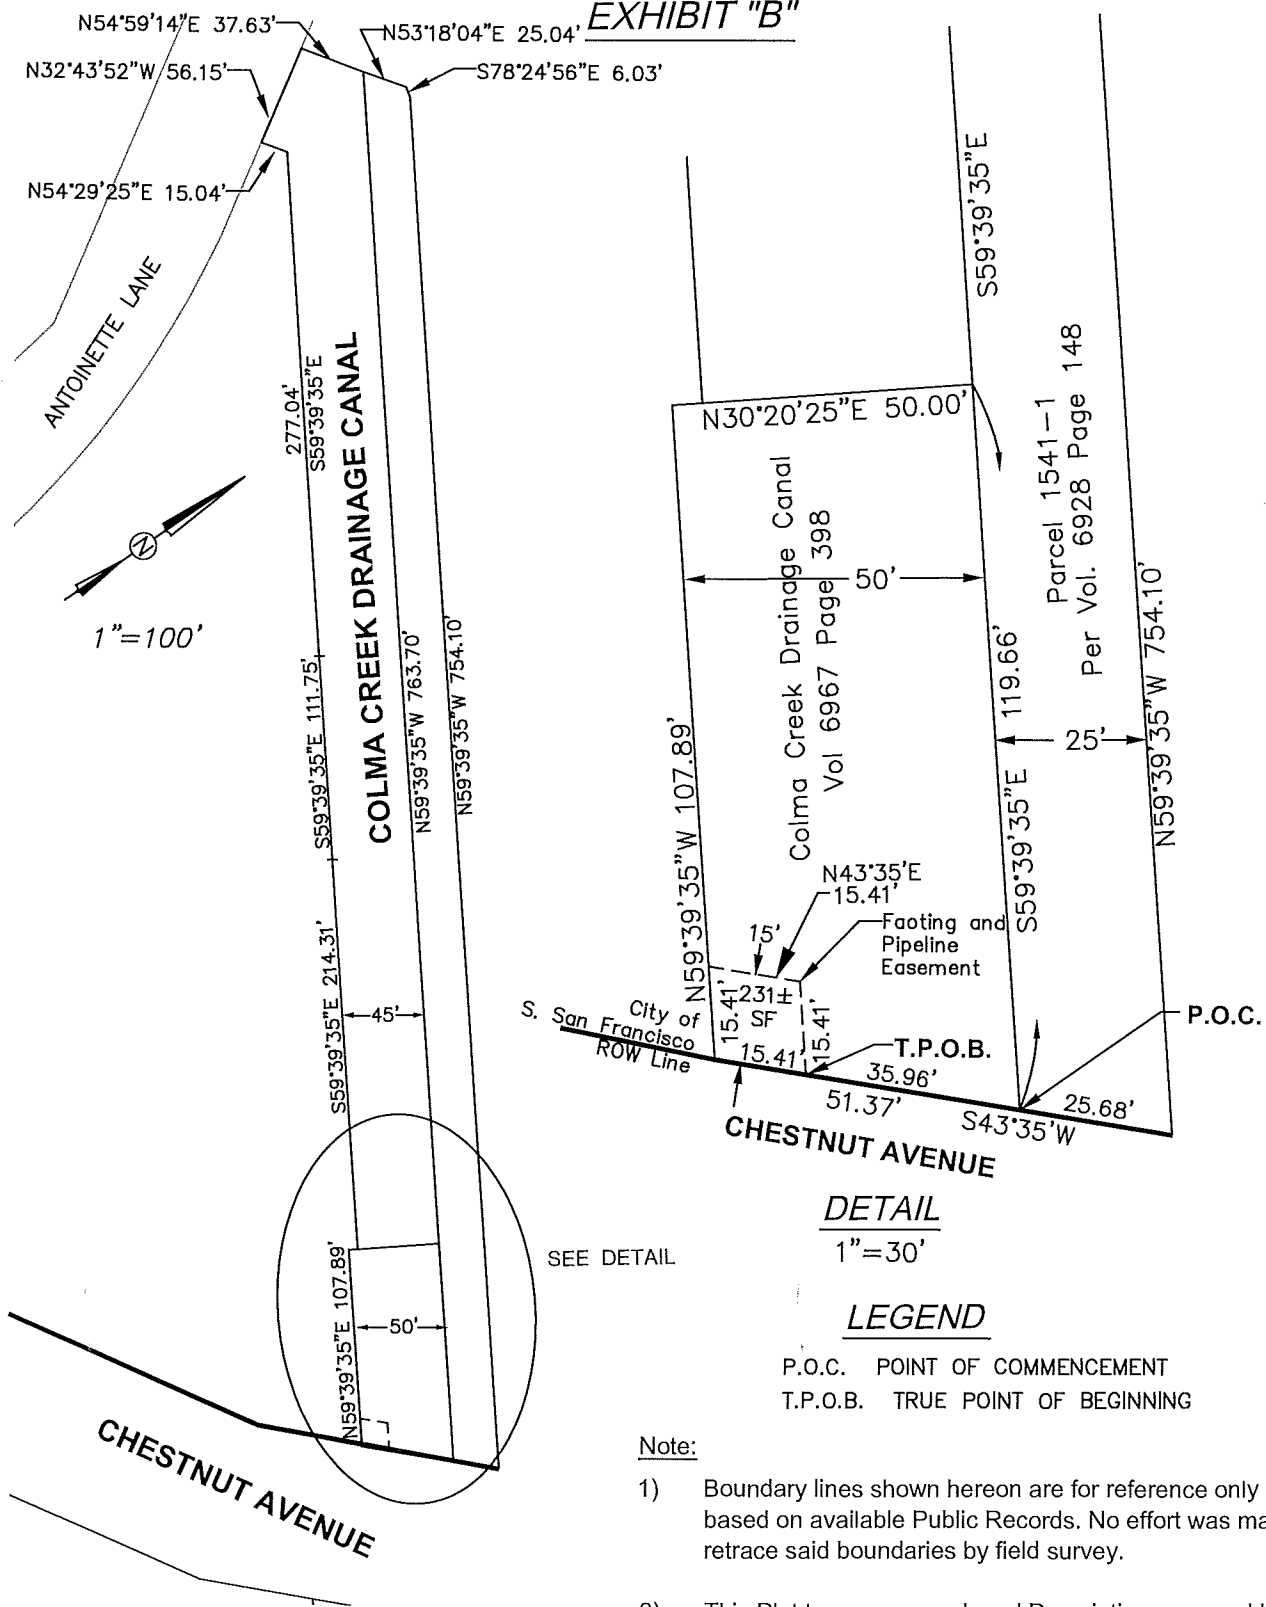 EXHIBIT "B"
N54°59'14"E 37.63'
N53°18'04"E 25.04'
N32°43'52"W 56.15'
S78°24'56"E 6.03'
N54°29'25"E 15.04'
ANTOINETTE LANE
277.04'
S59°39'35"E
COLMA CREEK DRAINAGE CANAL
N
1"=100'
S59°39'35"E 111.75'
N59°39'35"W 763.70'
N59°39'35"W 754.10'
S59°39'35"E 214.31'
45'
SEE DETAIL
N59°39'35"E 107.89'
50'
CHESTNUT AVENUE
S59°39'35"E
N30°20'25"E 50.00'
Parcel 1541-1
Per Vol. 6928 Page 148
Colma Creek Drainage Canal
Vol 6967 Page 398
50'
119.66'
S59°39'35"E
25'
N59°39'35"W 754.10'
N59°39'35"W 107.89'
N43°35'E
15.41'
15'
Footing and
Pipeline
Easement
231±
SF
15.41'
15.41'
15.41'
City of
S. San Francisco
ROW Line
T.P.O.B.
P.O.C.
35.96'
51.37'
25.68'
S43°35'W
CHESTNUT AVENUE
DETAIL
1"=30'
LEGEND
P.O.C. POINT OF COMMENCEMENT
T.P.O.B. TRUE POINT OF BEGINNING
Note:
1) Boundary lines shown hereon are for reference only
based on available Public Records. No effort was ma
retrace said boundaries by field survey.